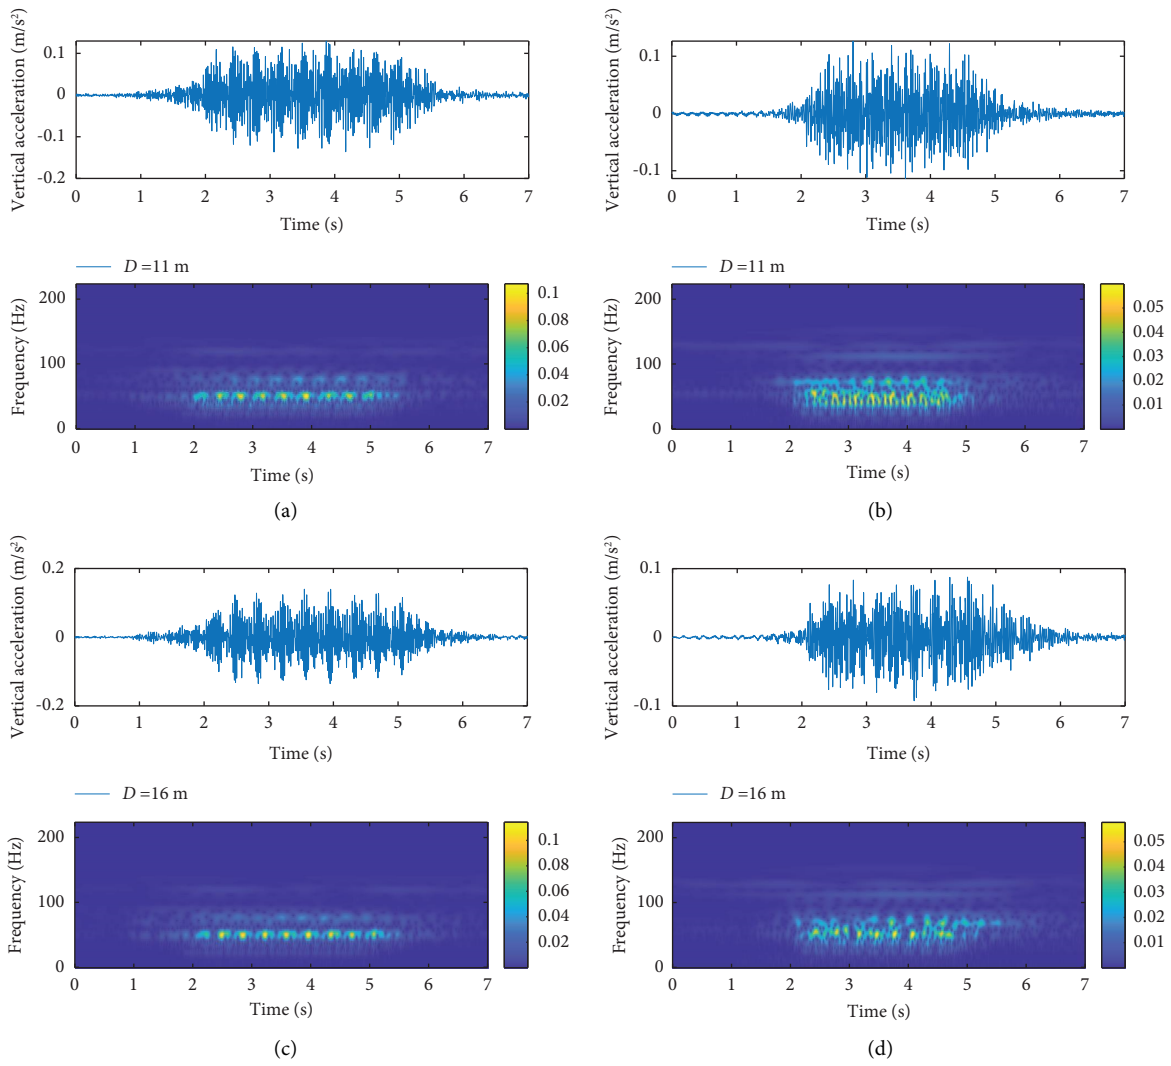 Vertical acceleration (m/s²)
0.1
0
-0.1
-0.2
0 1 2 3 4 5 6 7
Time (s)
D =11 m
Frequency (Hz)
200
100
0
0 1 2 3 4 5 6 7
Time (s)
0.1
0.08
0.06
0.04
0.02
(a)
Vertical acceleration (m/s²)
0.1
0
-0.1
0 1 2 3 4 5 6 7
Time (s)
D =11 m
Frequency (Hz)
200
100
0
0 1 2 3 4 5 6 7
Time (s)
0.05
0.04
0.03
0.02
0.01
(b)
Vertical acceleration (m/s²)
0.2
0
-0.2
0 1 2 3 4 5 6 7
Time (s)
D =16 m
Frequency (Hz)
200
100
0
0 1 2 3 4 5 6 7
Time (s)
0.1
0.08
0.06
0.04
0.02
(c)
Vertical acceleration (m/s²)
0.1
0
-0.1
0 1 2 3 4 5 6 7
Time (s)
D =16 m
Frequency (Hz)
200
100
0
0 1 2 3 4 5 6 7
Time (s)
0.05
0.04
0.03
0.02
0.01
(d)